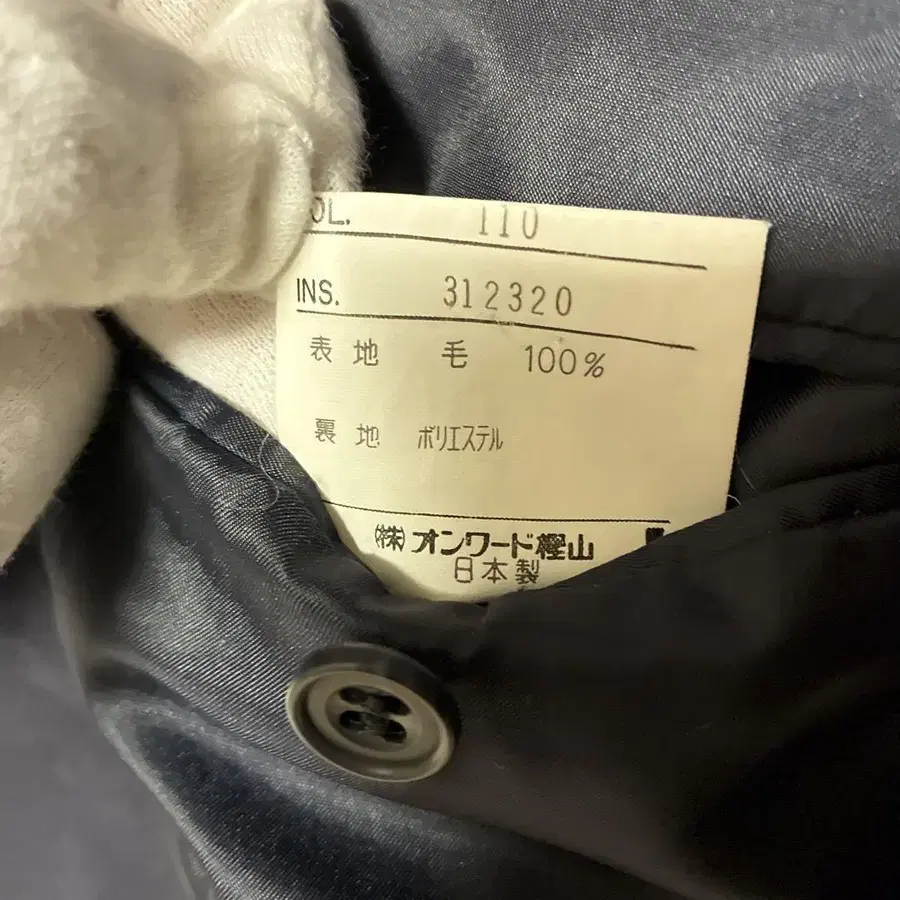 OL. 110
INS. 312320
表地 毛 100%
裏地 ポリエステル
㈱オンワード樫山
日本製